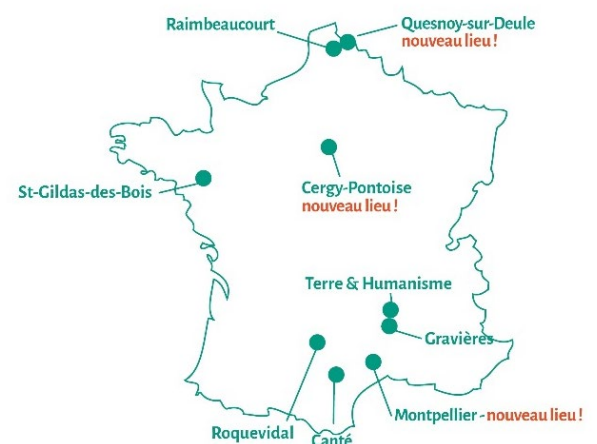 Raimbeaucourt
Quesnoy-sur-Deule
nouveau lieu !
St-Gildas-des-Bois
Cergy-Pontoise
nouveau lieu !
Terre & Humanisme
Gravières
Montpellier - nouveau lieu !
Roquevidal
Canté